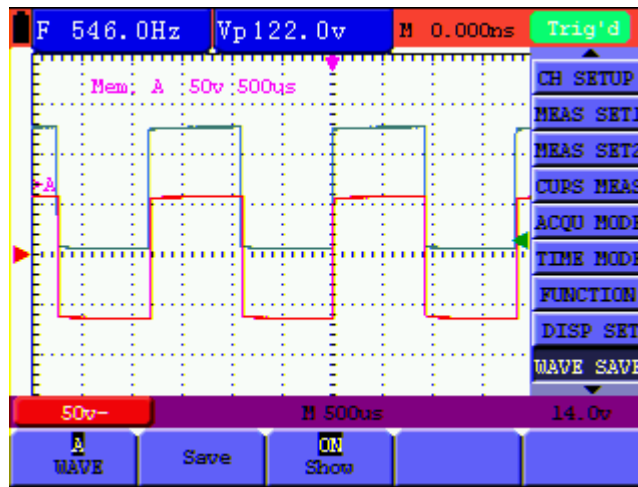 F 546.0Hz Vp122.0v M 0.000ms Trig'd
Mem, A 50v 500us
CH SETUP
MEAS SET1
MEAS SET2
A
CURS MEAS
ACQU MODE
TIME MODE
FUNCTION
DISP SET
WAVE SAVE
50v- M 500us 14.0v
A
WAVE
Save
ON
Show